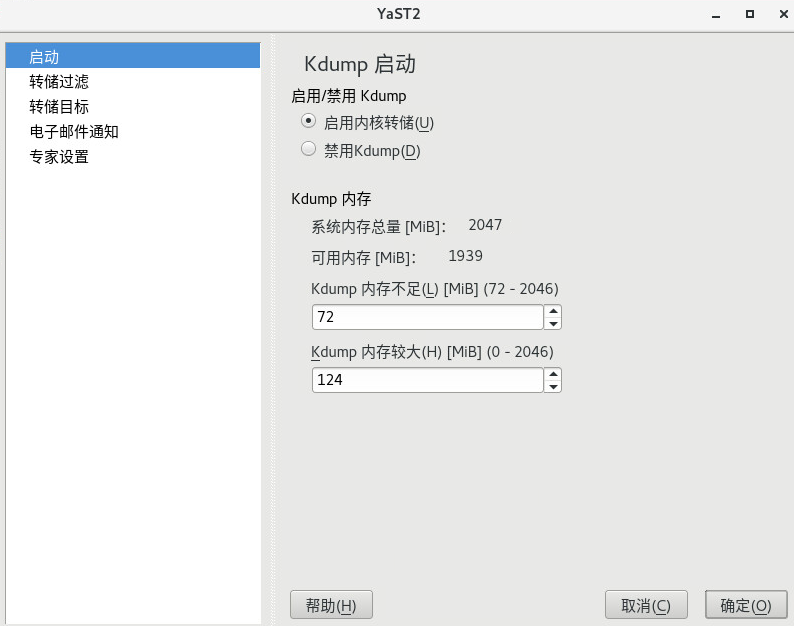 YaST2
启动
转储过滤
转储目标
电子邮件通知
专家设置
Kdump 启动
启用/禁用 Kdump
启用内核转储(U)
禁用Kdump(D)
Kdump 内存
系统内存总量 [MiB]: 2047
可用内存 [MiB]: 1939
Kdump 内存不足(L) [MiB] (72 - 2046)
72
Kdump 内存较大(H) [MiB] (0 - 2046)
124
帮助(H)
取消(C)
确定(O)